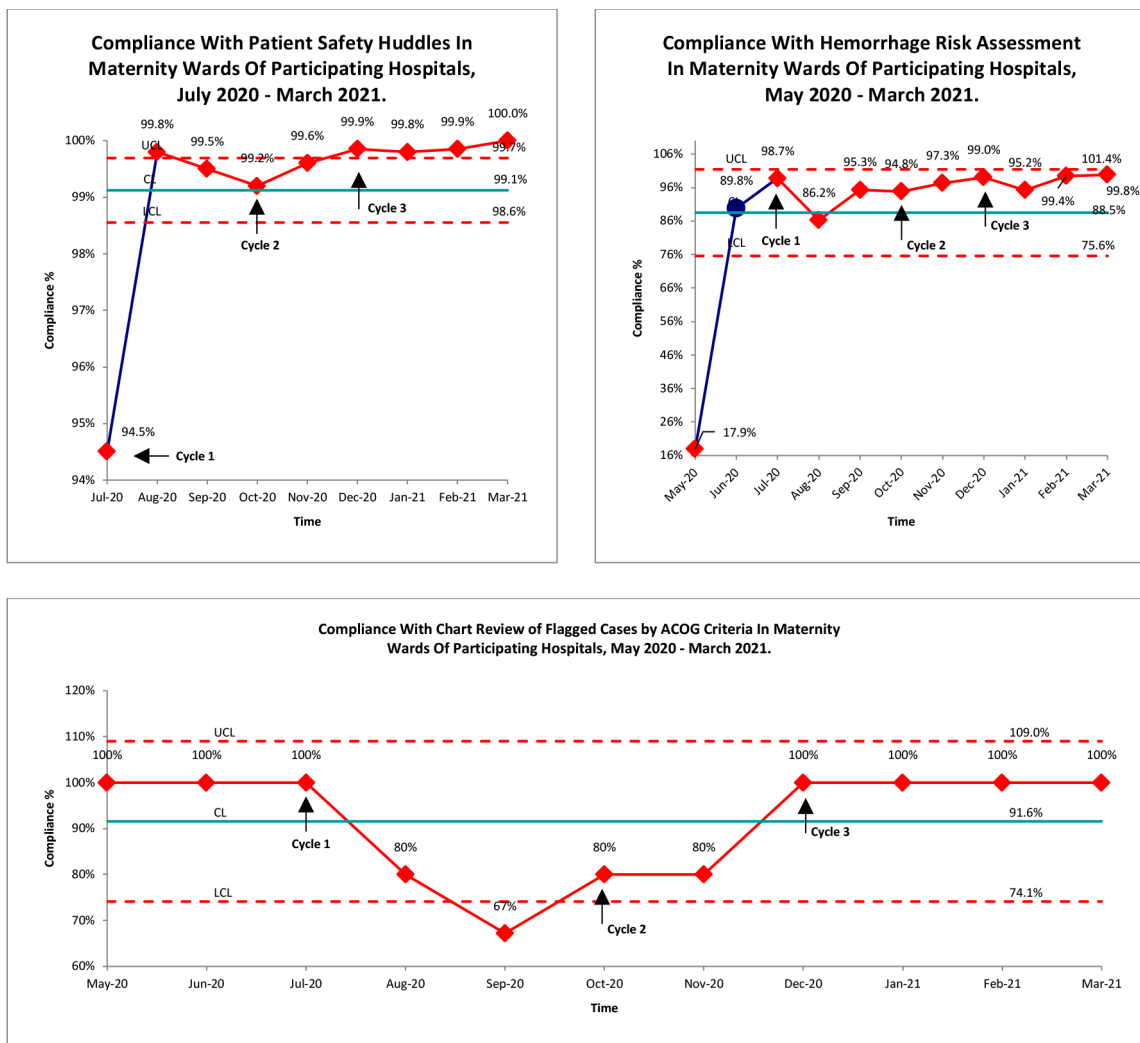 Compliance With Patient Safety Huddles In
Maternity Wards Of Participating Hospitals,
July 2020 - March 2021.
99.8%
99.5%
99.2%
99.6%
99.9%
99.8%
99.9%
100.0%
UCL
99.7%
CL
99.1%
LCL
98.6%
94.5%
Cycle 1
Cycle 2
Cycle 3
100%
99%
98%
97%
96%
95%
94%
Compliance %
Jul-20 Aug-20 Sep-20 Oct-20 Nov-20 Dec-20 Jan-21 Feb-21 Mar-21
Time
Compliance With Hemorrhage Risk Assessment
In Maternity Wards Of Participating Hospitals,
May 2020 - March 2021.
UCL
101.4%
CL
88.5%
LCL
75.6%
17.9%
89.8%
98.7%
86.2%
95.3%
94.8%
97.3%
99.0%
95.2%
99.4%
99.8%
Cycle 1
Cycle 2
Cycle 3
106%
96%
86%
76%
66%
56%
46%
36%
26%
16%
Compliance %
May-20 Jun-20 Jul-20 Aug-20 Sep-20 Oct-20 Nov-20 Dec-20 Jan-21 Feb-21 Mar-21
Time
Compliance With Chart Review of Flagged Cases by ACOG Criteria In Maternity
Wards Of Participating Hospitals, May 2020 - March 2021.
120%
110%
100%
90%
80%
70%
60%
Compliance %
UCL
109.0%
100%
100%
100%
80%
67%
80%
80%
100%
100%
100%
100%
CL
91.6%
LCL
74.1%
Cycle 1
Cycle 2
Cycle 3
May-20 Jun-20 Jul-20 Aug-20 Sep-20 Oct-20 Nov-20 Dec-20 Jan-21 Feb-21 Mar-21
Time